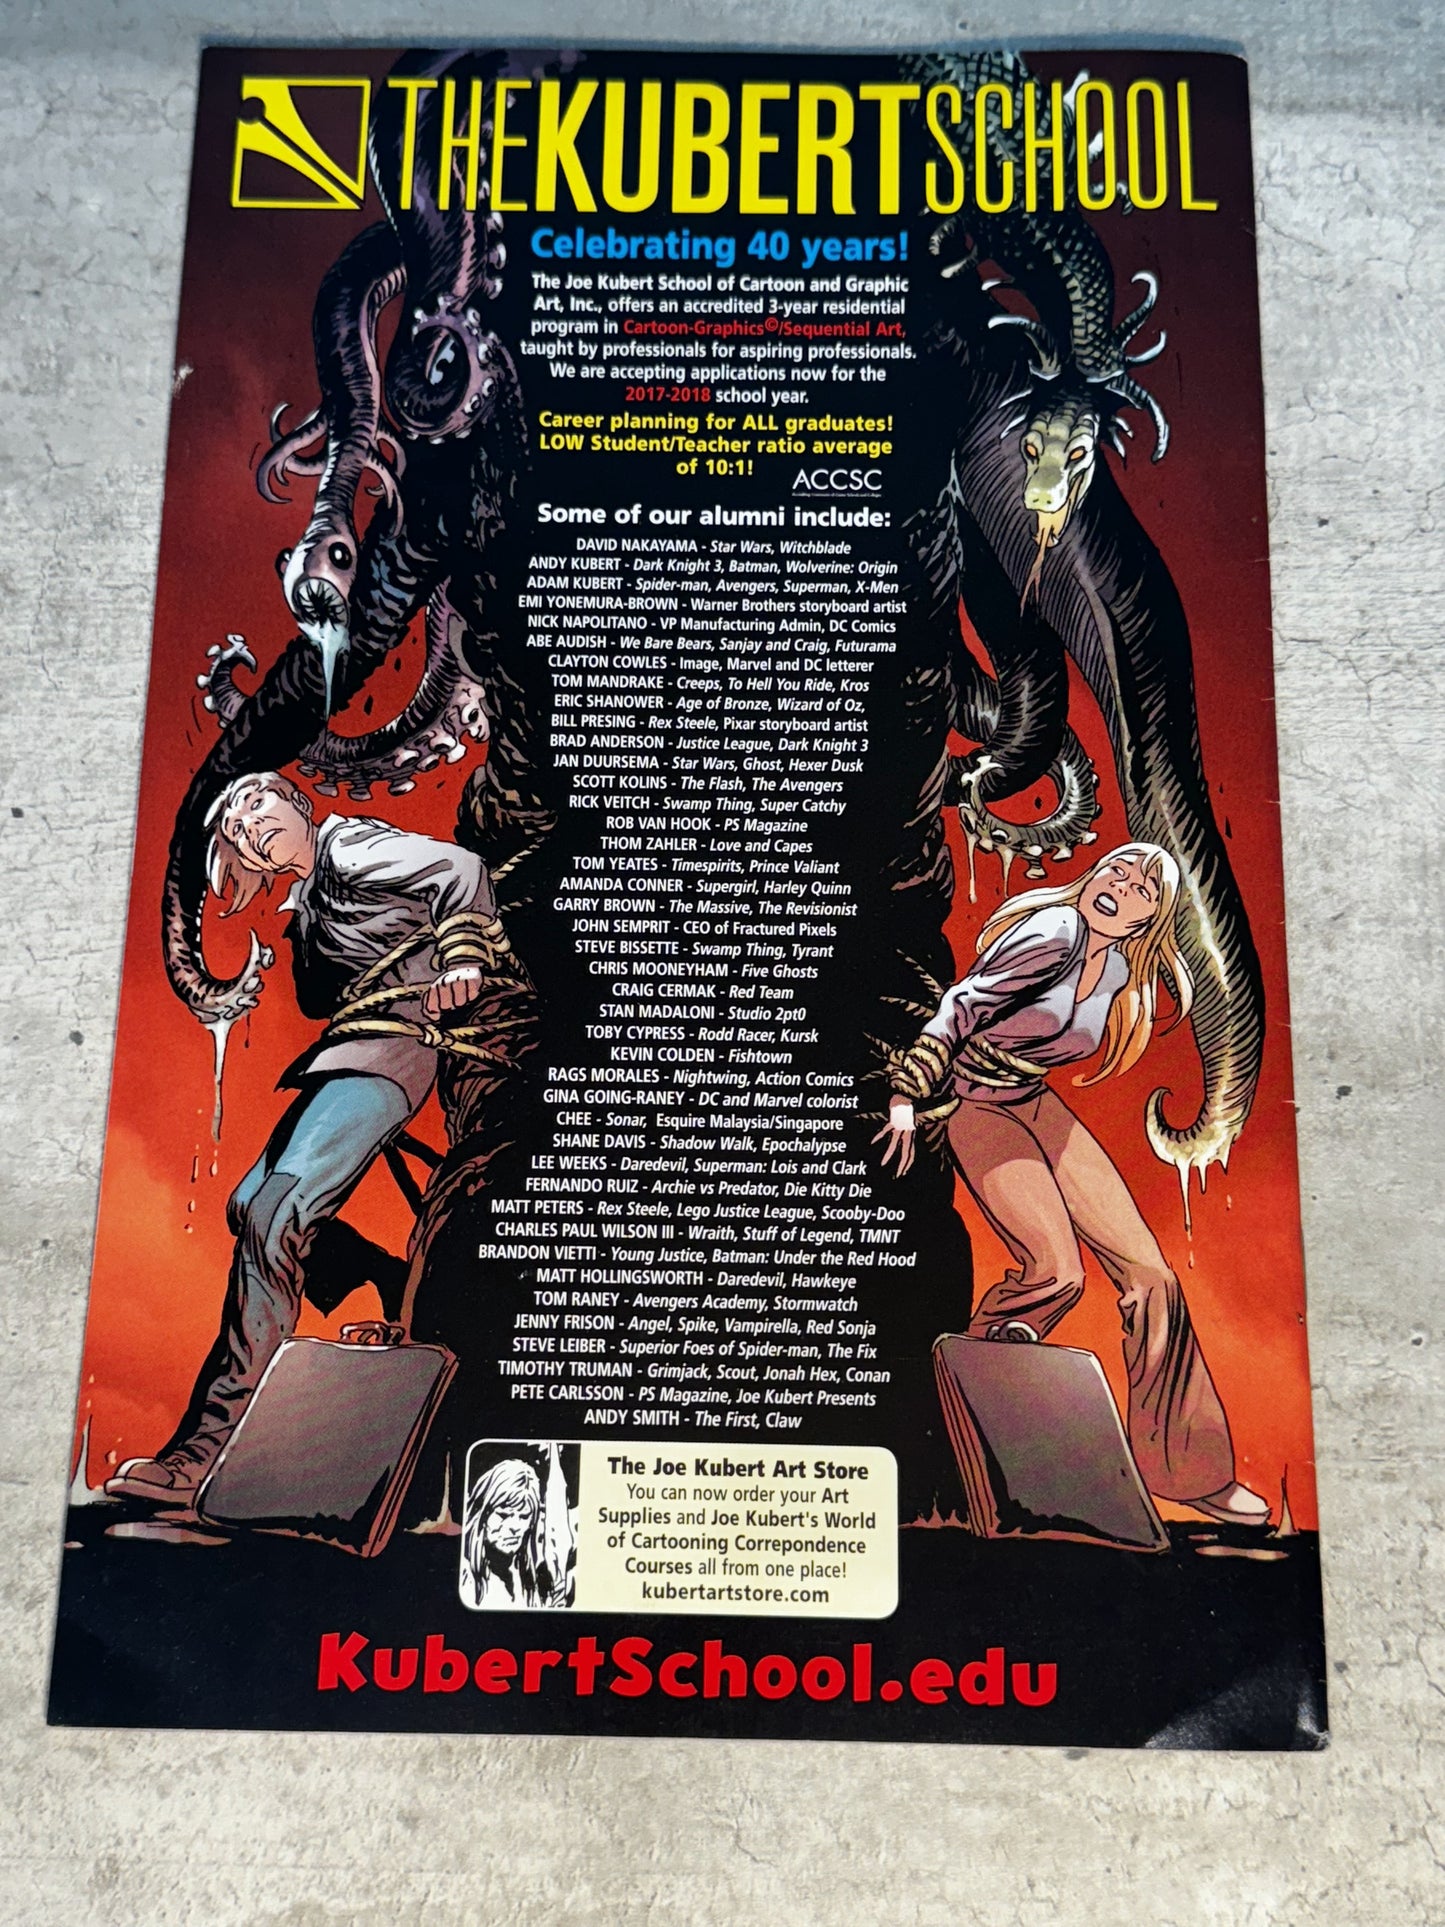 THE KUBERT SCHOOL
Celebrating 40 years!
The Joe Kubert School of Cartoon and Graphic
Art, Inc., offers an accredited 3-year residential
program in Cartoon-Graphics©/Sequential Art,
taught by professionals for aspiring professionals.
We are accepting applications now for the
2017-2018 school year.
Career planning for ALL graduates!
LOW Student/Teacher ratio average
of 10:1!
ACCSC
Some of our alumni include:
DAVID NAKAYAMA - Star Wars, Witchblade
ANDY KUBERT - Dark Knight 3, Batman, Wolverine: Origin
ADAM KUBERT - Spider-man, Avengers, Superman, X-Men
EMI YONEMURA-BROWN - Warner Brothers storyboard artist
NICK NAPOLITANO - VP Manufacturing Admin, DC Comics
ABE AUDISH - We Bare Bears, Sanjay and Craig, Futurama
CLAYTON COWLES - Image, Marvel and DC letterer
TOM MANDRAKE - Creeps, To Hell You Ride, Kros
ERIC SHANOWER - Age of Bronze, Wizard of Oz,
BILL PRESING - Rex Steele, Pixar storyboard artist
BRAD ANDERSON - Justice League, Dark Knight 3
JAN DUURSEMA - Star Wars, Ghost, Hexer Dusk
SCOTT KOLINS - The Flash, The Avengers
RICK VEITCH - Swamp Thing, Super Catchy
ROB VAN HOOK - PS Magazine
THOM ZAHLER - Love and Capes
TOM YEATES - Timespirits, Prince Valiant
AMANDA CONNER - Supergirl, Harley Quinn
GARRY BROWN - The Massive, The Revisionist
JOHN SEMPRIT - CEO of Fractured Pixels
STEVE BISSETTE - Swamp Thing, Tyrant
CHRIS MOONEYHAM - Five Ghosts
CRAIG CERMAK - Red Team
STAN MADALONI - Studio 2pt0
TOBY CYPRESS - Rodd Racer, Kursk
KEVIN COLDEN - Fishtown
RAGS MORALES - Nightwing, Action Comics
GINA GOING-RANEY - DC and Marvel colorist
CHEE - Sonar, Esquire Malaysia/Singapore
SHANE DAVIS - Shadow Walk, Epochalypse
LEE WEEKS - Daredevil, Superman: Lois and Clark
FERNANDO RUIZ - Archie vs Predator, Die Kitty Die
MATT PETERS - Rex Steele, Lego Justice League, Scooby-Doo
CHARLES PAUL WILSON III - Wraith, Stuff of Legend, TMNT
BRANDON VIETTI - Young Justice, Batman: Under the Red Hood
MATT HOLLINGSWORTH - Daredevil, Hawkeye
TOM RANEY - Avengers Academy, Stormwatch
JENNY FRISON - Angel, Spike, Vampirella, Red Sonja
STEVE LEIBER - Superior Foes of Spider-man, The Fix
TIMOTHY TRUMAN - Grimjack, Scout, Jonah Hex, Conan
PETE CARLSSON - PS Magazine, Joe Kubert Presents
ANDY SMITH - The First, Claw
The Joe Kubert Art Store
You can now order your Art
Supplies and Joe Kubert's World
of Cartooning Correpondence
Courses all from one place!
kubertartstore.com
KubertSchool.edu